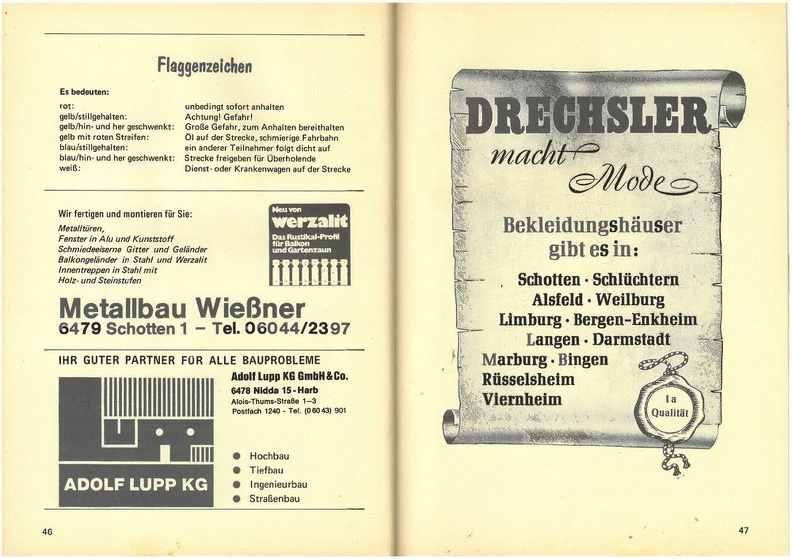 Flaggenzeichen
Es bedeuten:
rot: unbedingt sofort anhalten
gelb/stillgehalten: Achtung! Gefahr!
gelb/hin- und her geschwenkt: Große Gefahr, zum Anhalten bereithalten
gelb mit roten Streifen: Öl auf der Strecke, schmierige Fahrbahn
blau/stillgehalten: ein anderer Teilnehmer folgt dicht auf
blau/hin- und her geschwenkt: Strecke freigeben für Überholende
weiß: Dienst- oder Krankenwagen auf der Strecke
Wir fertigen und montieren für Sie:
Metalltüren,
Fenster in Alu und Kunststoff
Schmiedeeiserne Gitter und Geländer
Balkongeländer in Stahl und Werzalit
Innentreppen in Stahl mit
Holz- und Steinstufen
Neu von
werzalit
Das Rustikal-Profil
für Balkon
und Gartenzaun
Metallbau Wießner
6479 Schotten 1 – Tel. 06044/2397
IHR GUTER PARTNER FÜR ALLE BAUPROBLEME
Adolf Lupp KG GmbH & Co.
6478 Nidda 15 - Harb
Alois-Thums-Straße 1–3
Postfach 1240 - Tel. (06043) 901
ADOLF LUPP KG
● Hochbau
● Tiefbau
● Ingenieurbau
● Straßenbau
46
DRECHSLER
macht
Mode
Bekleidungshäuser
gibt es in:
Schotten · Schlüchtern
Alsfeld · Weilburg
Limburg · Bergen-Enkheim
Langen · Darmstadt
Marburg · Bingen
Rüsselsheim
Viernheim
Ia
Qualität
47